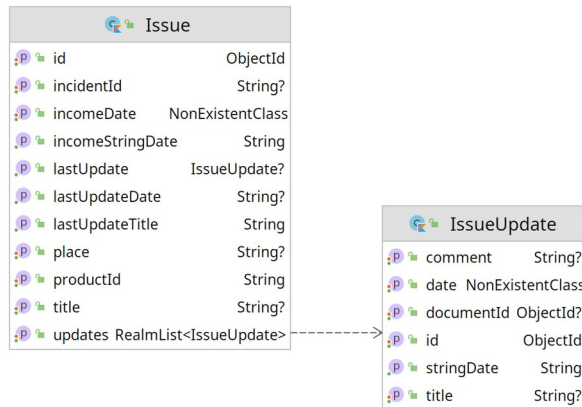 Issue
id ObjectId
incidentId String?
incomeDate NonExistentClass
incomeStringDate String
lastUpdate IssueUpdate?
lastUpdateDate String?
lastUpdateTitle String
place String?
productId String
title String?
updates RealmList<IssueUpdate>
IssueUpdate
comment String?
date NonExistentClass
documentId ObjectId?
id ObjectId
stringDate String
title String?